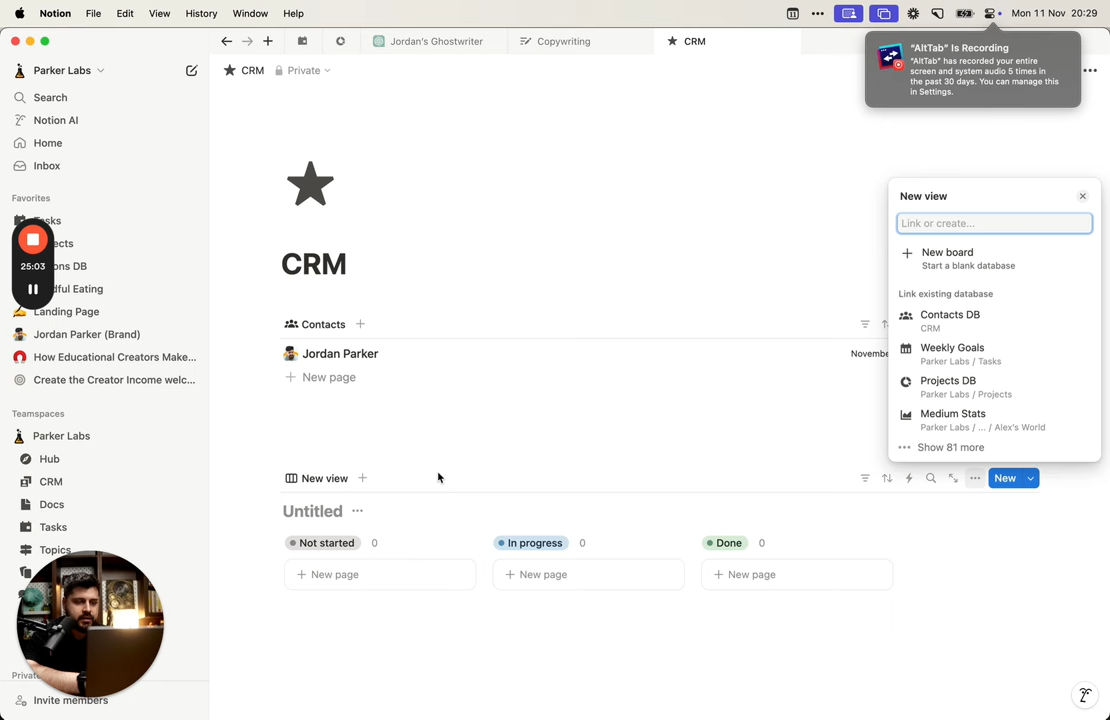 Notion File Edit View History Window Help
Mon 11 Nov 20:29
Jordan's Ghostwriter
Copywriting
CRM
"AltTab" Is Recording
"AltTab" has recorded your entire
screen and system audio 5 times in
the past 30 days. You can manage this
in Settings.
Parker Labs
CRM Private
Search
Notion AI
Home
Inbox
Favorites
25:03
Landing Page
Jordan Parker (Brand)
How Educational Creators Make...
Create the Creator Income welc...
Teamspaces
Parker Labs
Hub
CRM
Docs
Tasks
Topics
Invite members
CRM
Contacts
Jordan Parker
New page
New view
New
Untitled
Not started 0
In progress 0
Done 0
New page
New page
New page
New view
Link or create...
New board
Start a blank database
Link existing database
Contacts DB
CRM
Weekly Goals
Parker Labs / Tasks
Projects DB
Parker Labs / Projects
Medium Stats
Parker Labs / ... / Alex's World
Show 81 more